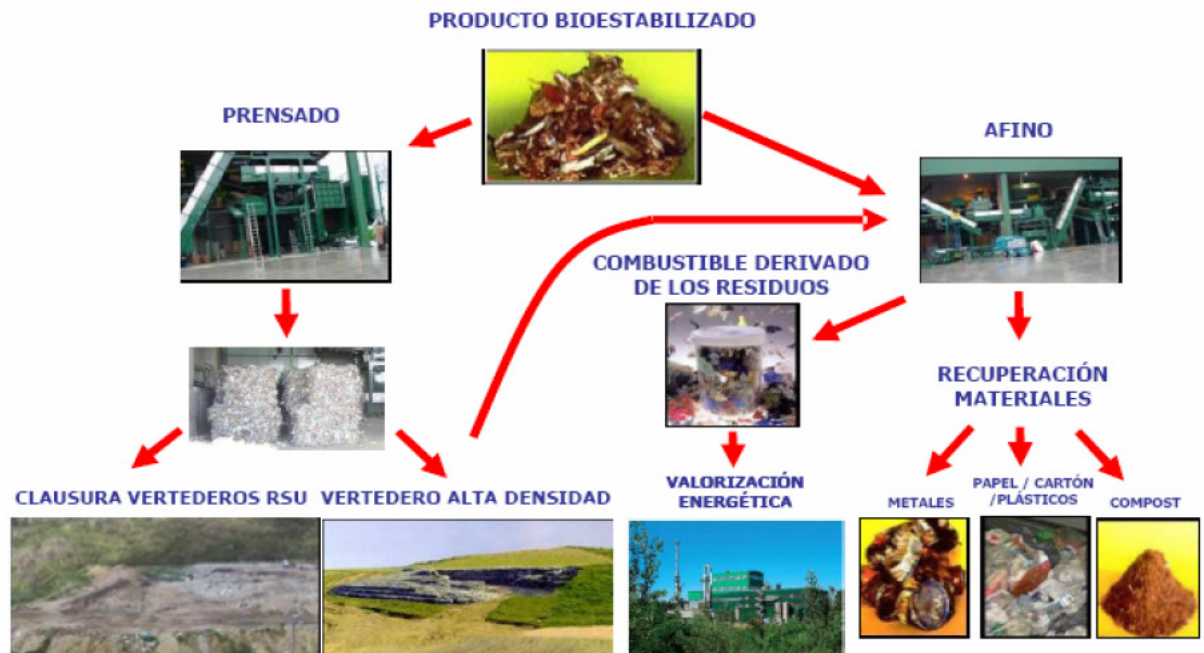 PRODUCTO BIOESTABILIZADO
PRENSADO
AFINO
COMBUSTIBLE DERIVADO
DE LOS RESIDUOS
RECUPERACIÓN
MATERIALES
CLAUSURA VERTEDEROS RSU
VERTEDERO ALTA DENSIDAD
VALORIZACIÓN
ENERGÉTICA
METALES
PAPEL / CARTÓN
/PLÁSTICOS
COMPOST